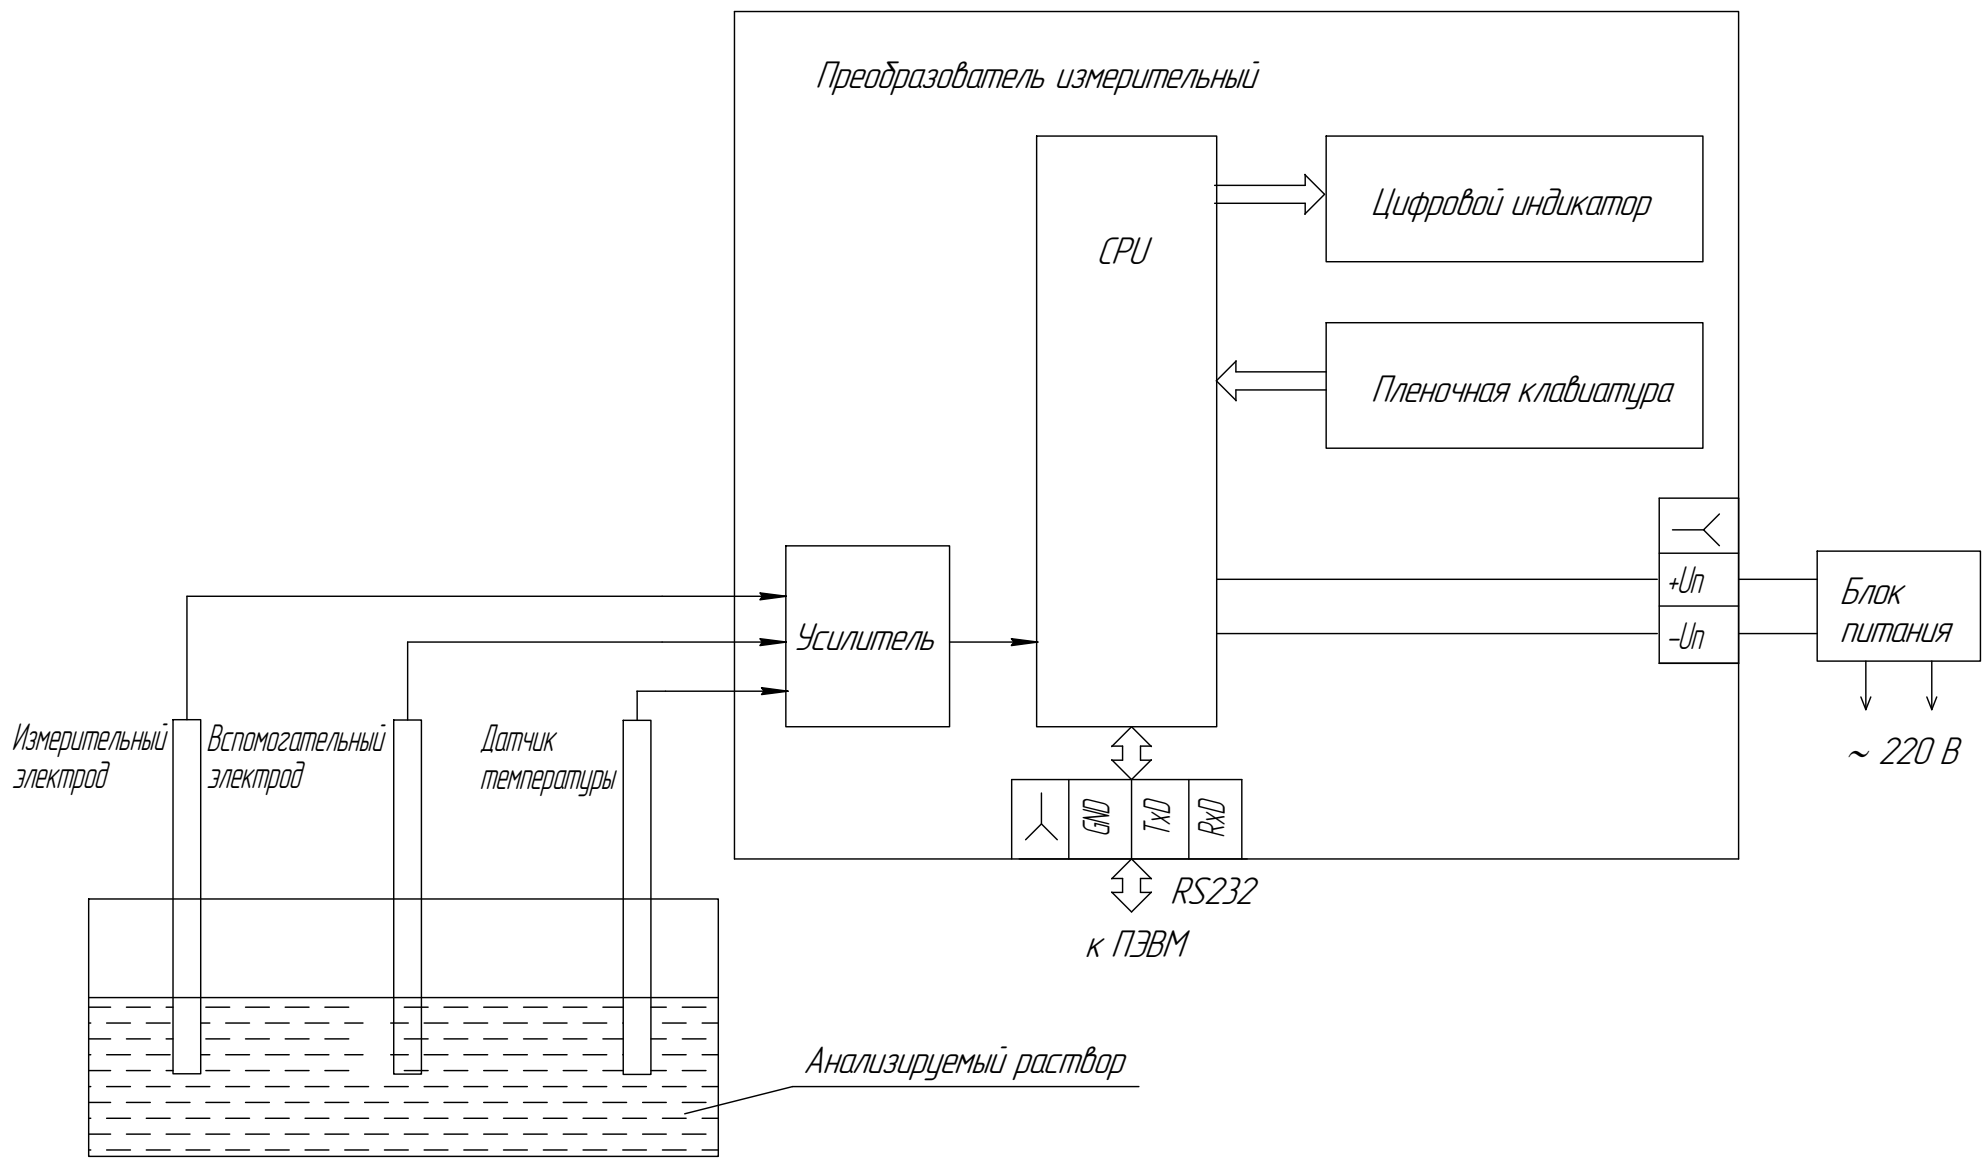 Преобразователь измерительный
Цифровой индикатор
CPU
Пленочная клавиатура
+Uп
Блок
питания
-Uп
Усилитель
~ 220 В
Измерительный
электрод
Вспомогательный
электрод
Датчик
температуры
GND
TxD
RxD
RS232
к ПЭВМ
Анализируемый раствор